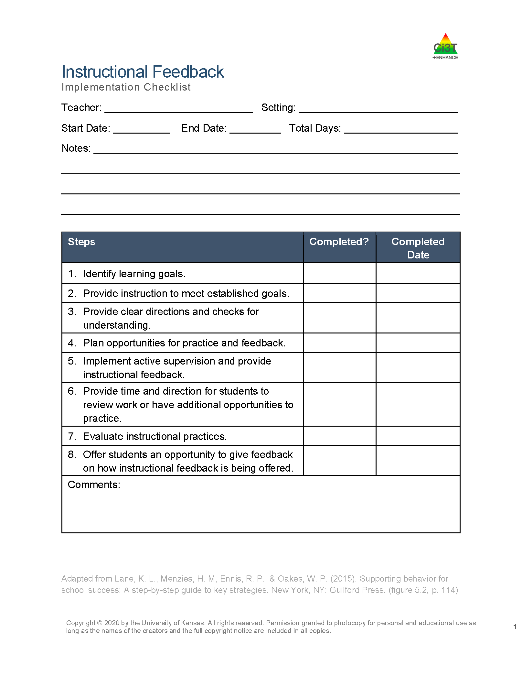 Ci3T
Instructional Feedback
Implementation Checklist
Teacher: Setting:
Start Date: End Date: Total Days:
Notes:
Steps Completed? Completed
Date
1. Identify learning goals.
2. Provide instruction to meet established goals.
3. Provide clear directions and checks for
understanding.
4. Plan opportunities for practice and feedback.
5. Implement active supervision and provide
instructional feedback.
6. Provide time and direction for students to
review work or have additional opportunities to
practice.
7. Evaluate instructional practices.
8. Offer students an opportunity to give feedback
on how instructional feedback is being offered.
Comments:
Adapted from Lane, K. L., Menzies, H. M, Ennis, R. P., & Oakes, W. P. (2015). Supporting behavior for
school success: A step-by-step guide to key strategies. New York, NY: Guilford Press. (figure 5.2, p. 114)
Copyright © 2020 by the University of Kansas. All rights reserved. Permission granted to photocopy for personal and educational use as
long as the names of the creators and the full copyright notice are included in all copies.
1